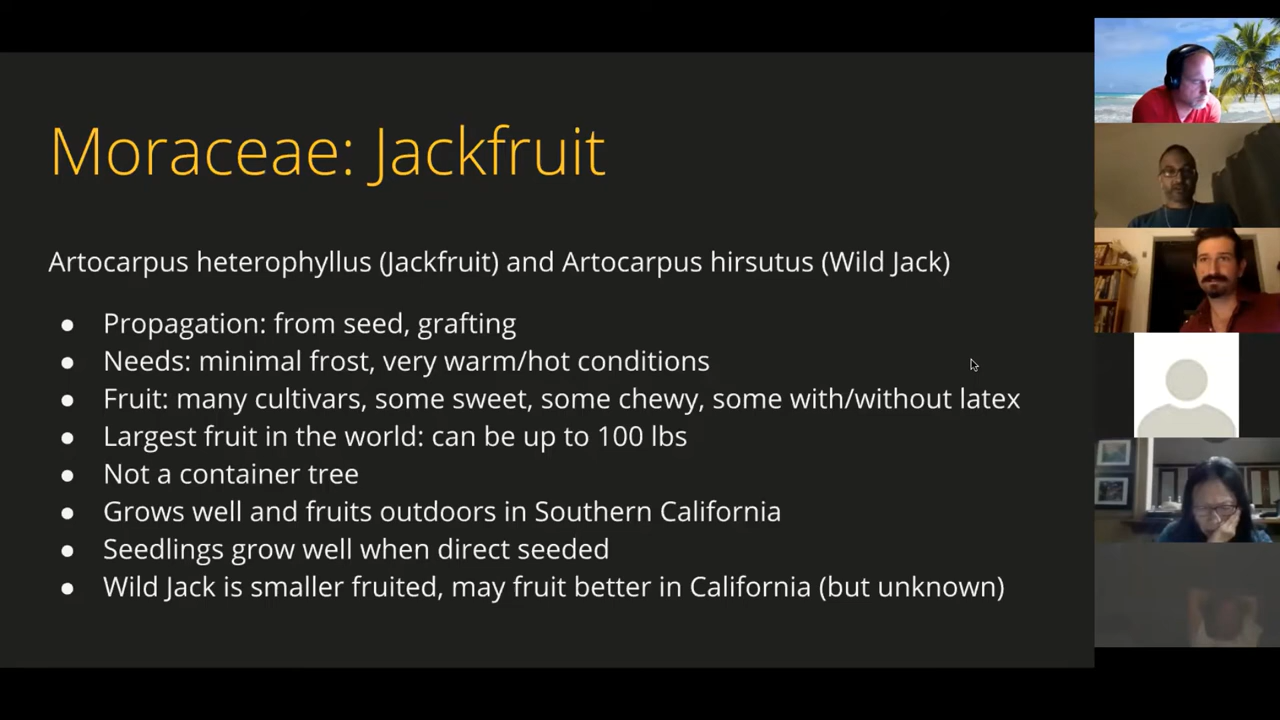 Moraceae: Jackfruit
Artocarpus heterophyllus (Jackfruit) and Artocarpus hirsutus (Wild Jack)
● Propagation: from seed, grafting
● Needs: minimal frost, very warm/hot conditions
● Fruit: many cultivars, some sweet, some chewy, some with/without latex
● Largest fruit in the world: can be up to 100 lbs
● Not a container tree
● Grows well and fruits outdoors in Southern California
● Seedlings grow well when direct seeded
● Wild Jack is smaller fruited, may fruit better in California (but unknown)